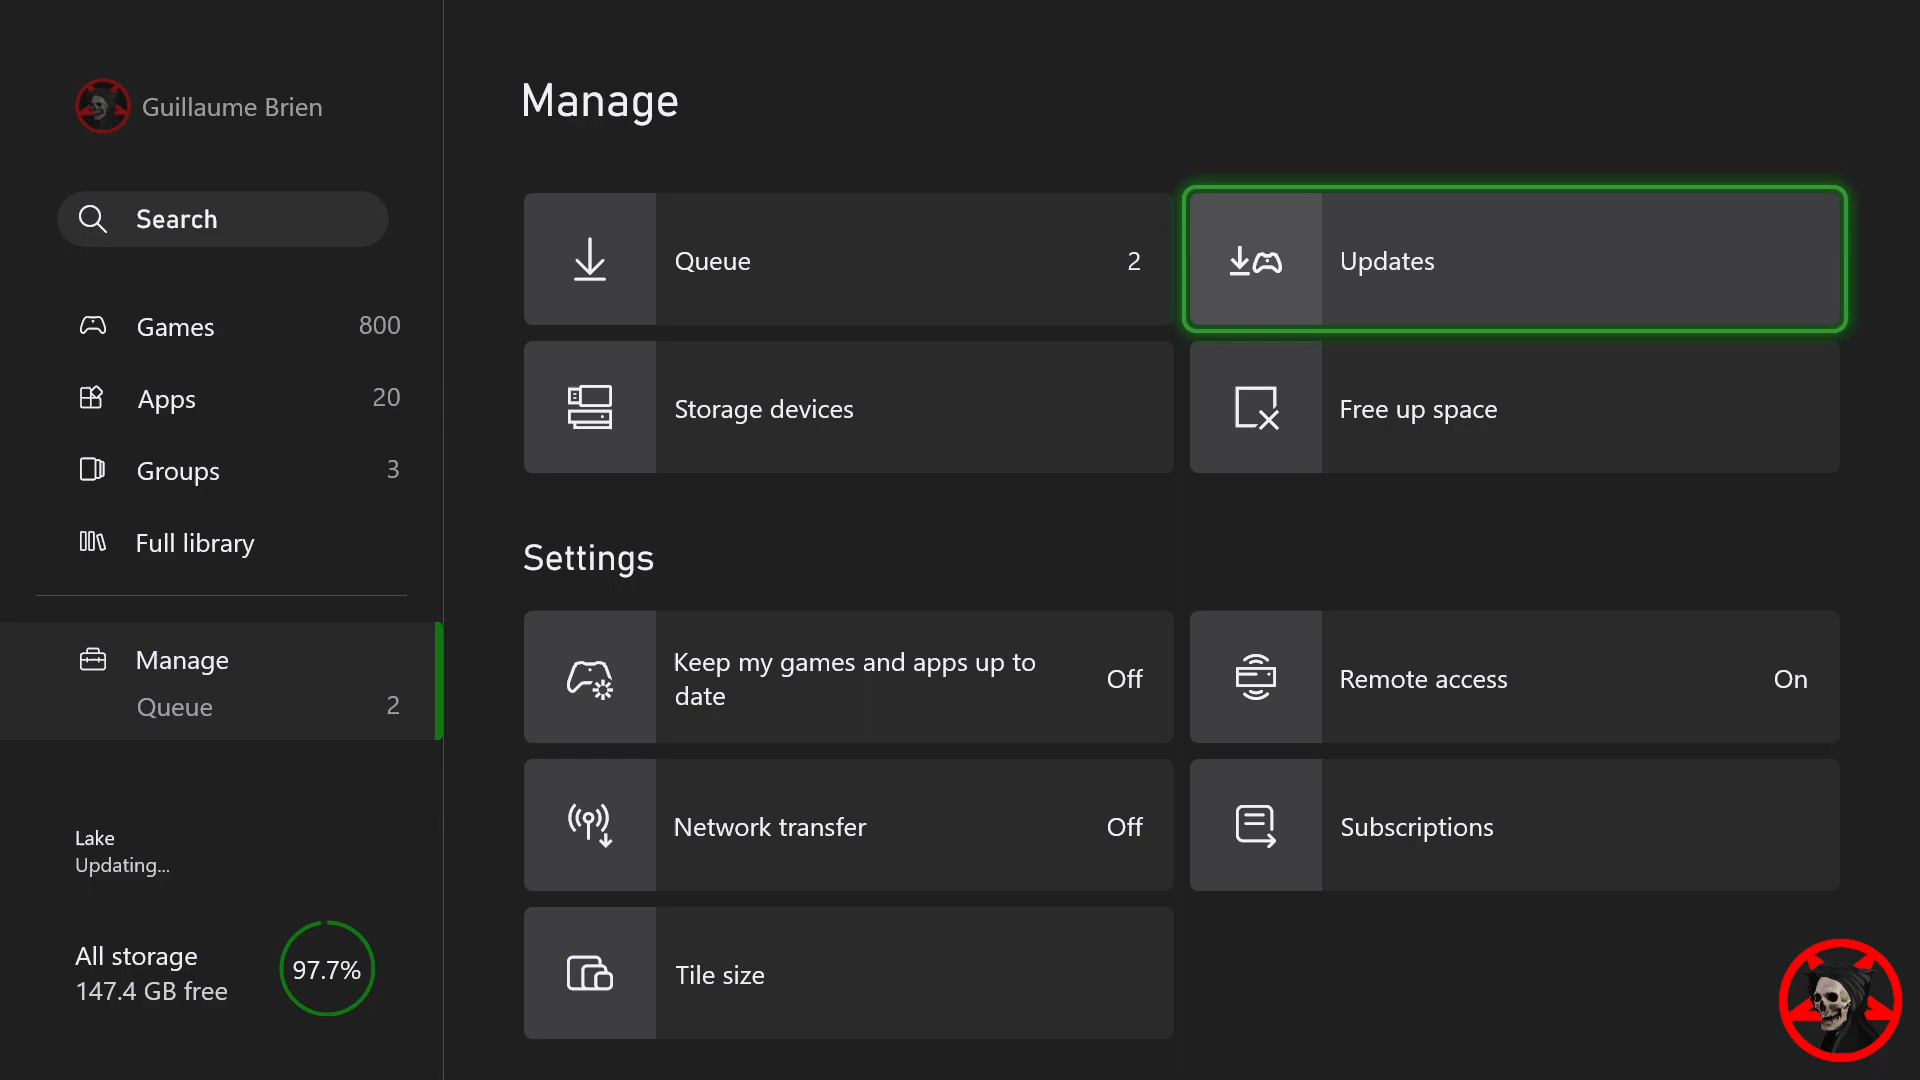 Guillaume Brien
Search
Games 800
Apps 20
Groups 3
Full library
Manage
Queue 2
Lake
Updating...
All storage
147.4 GB free
97.7%
Manage
Queue 2
Updates
Storage devices
Free up space
Settings
Keep my games and apps up to
date
Off
Remote access On
Network transfer Off
Subscriptions
Tile size